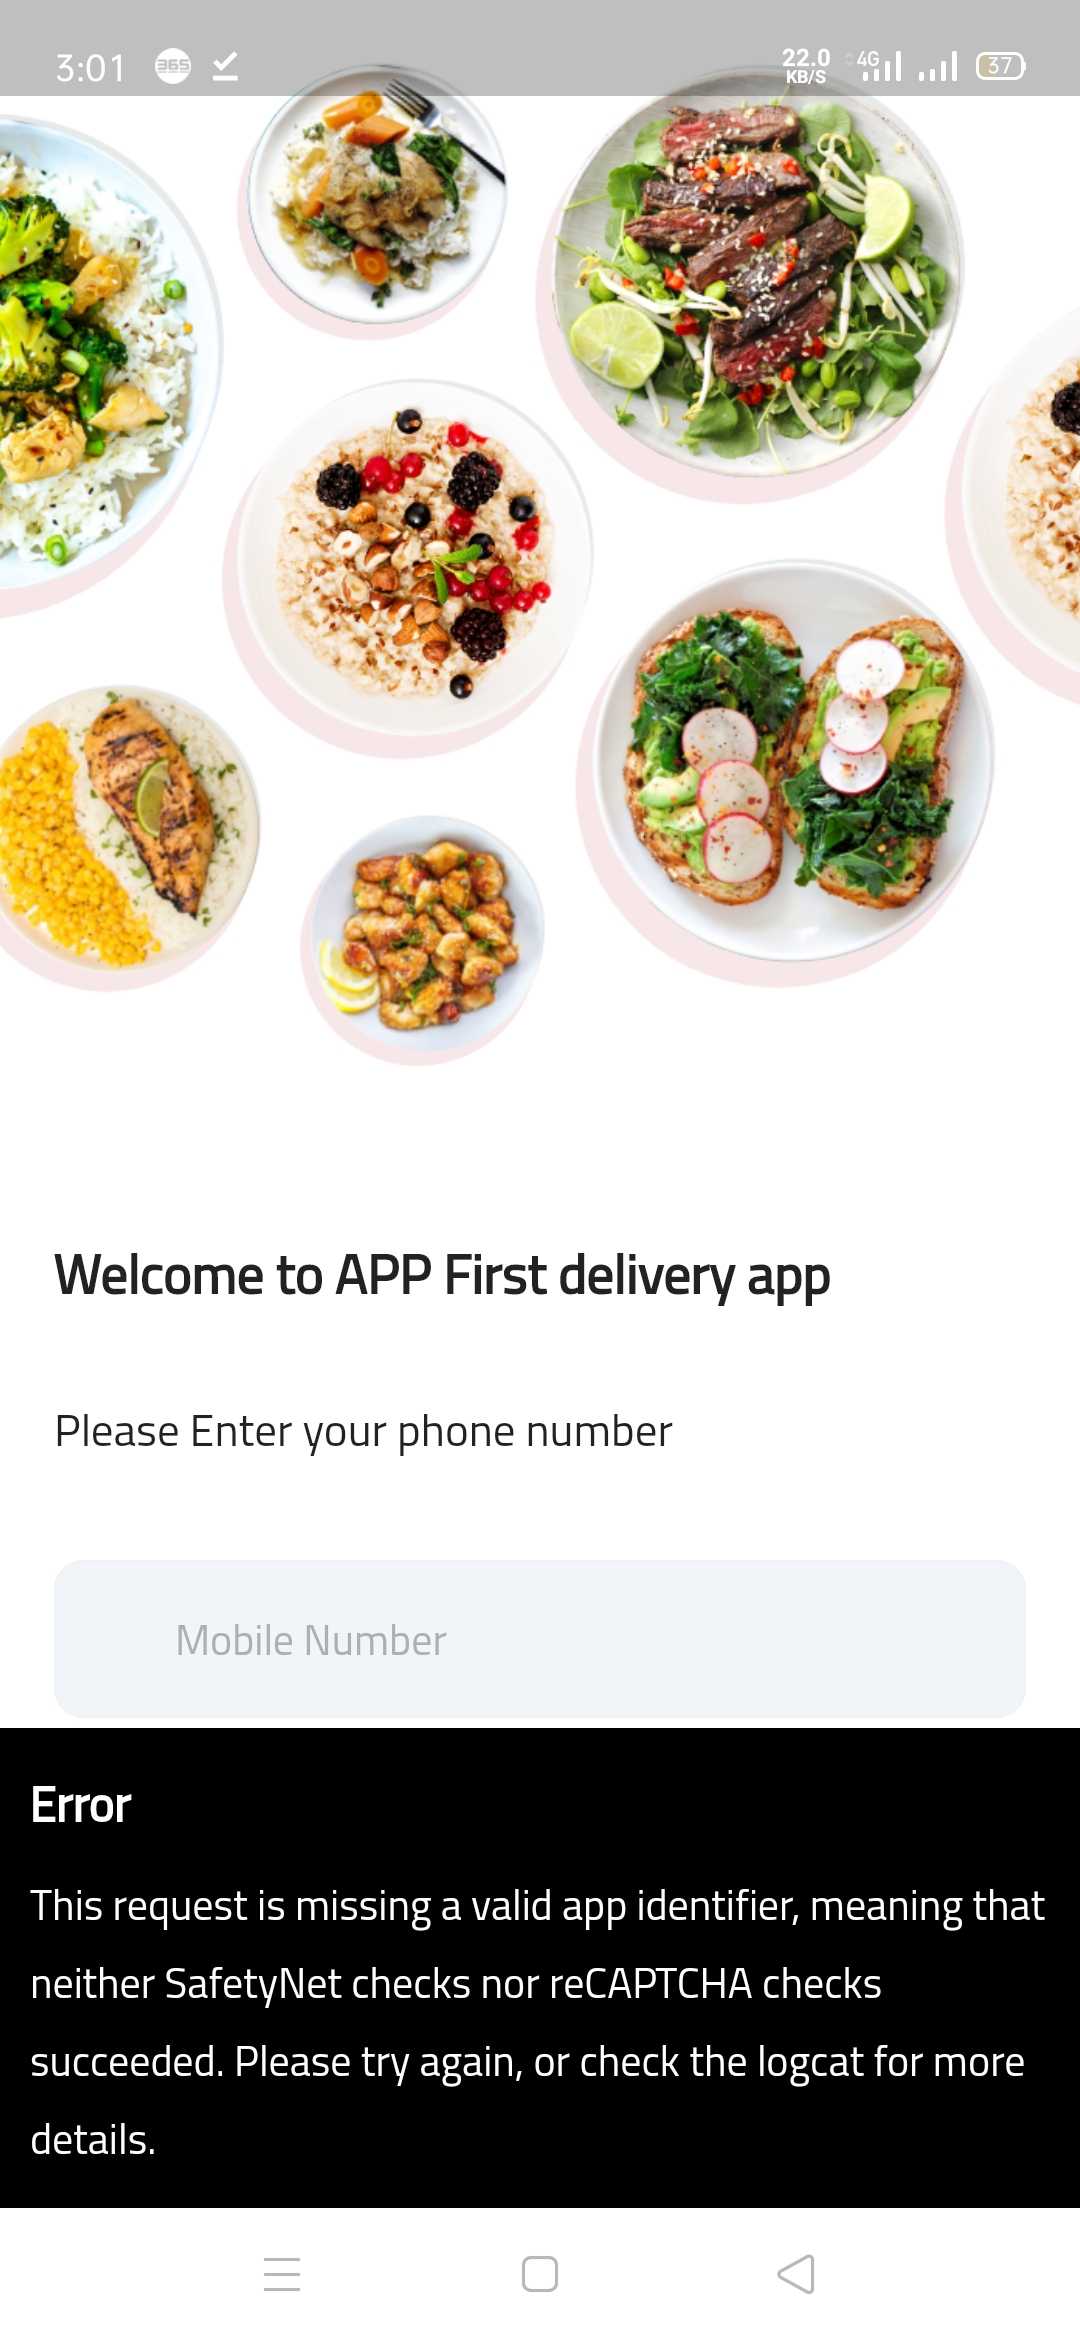 3:01 365 22.0 KB/S 4G 37
Welcome to APP First delivery app
Please Enter your phone number
Mobile Number
Error
This request is missing a valid app identifier, meaning that
neither SafetyNet checks nor reCAPTCHA checks
succeeded. Please try again, or check the logcat for more
details.